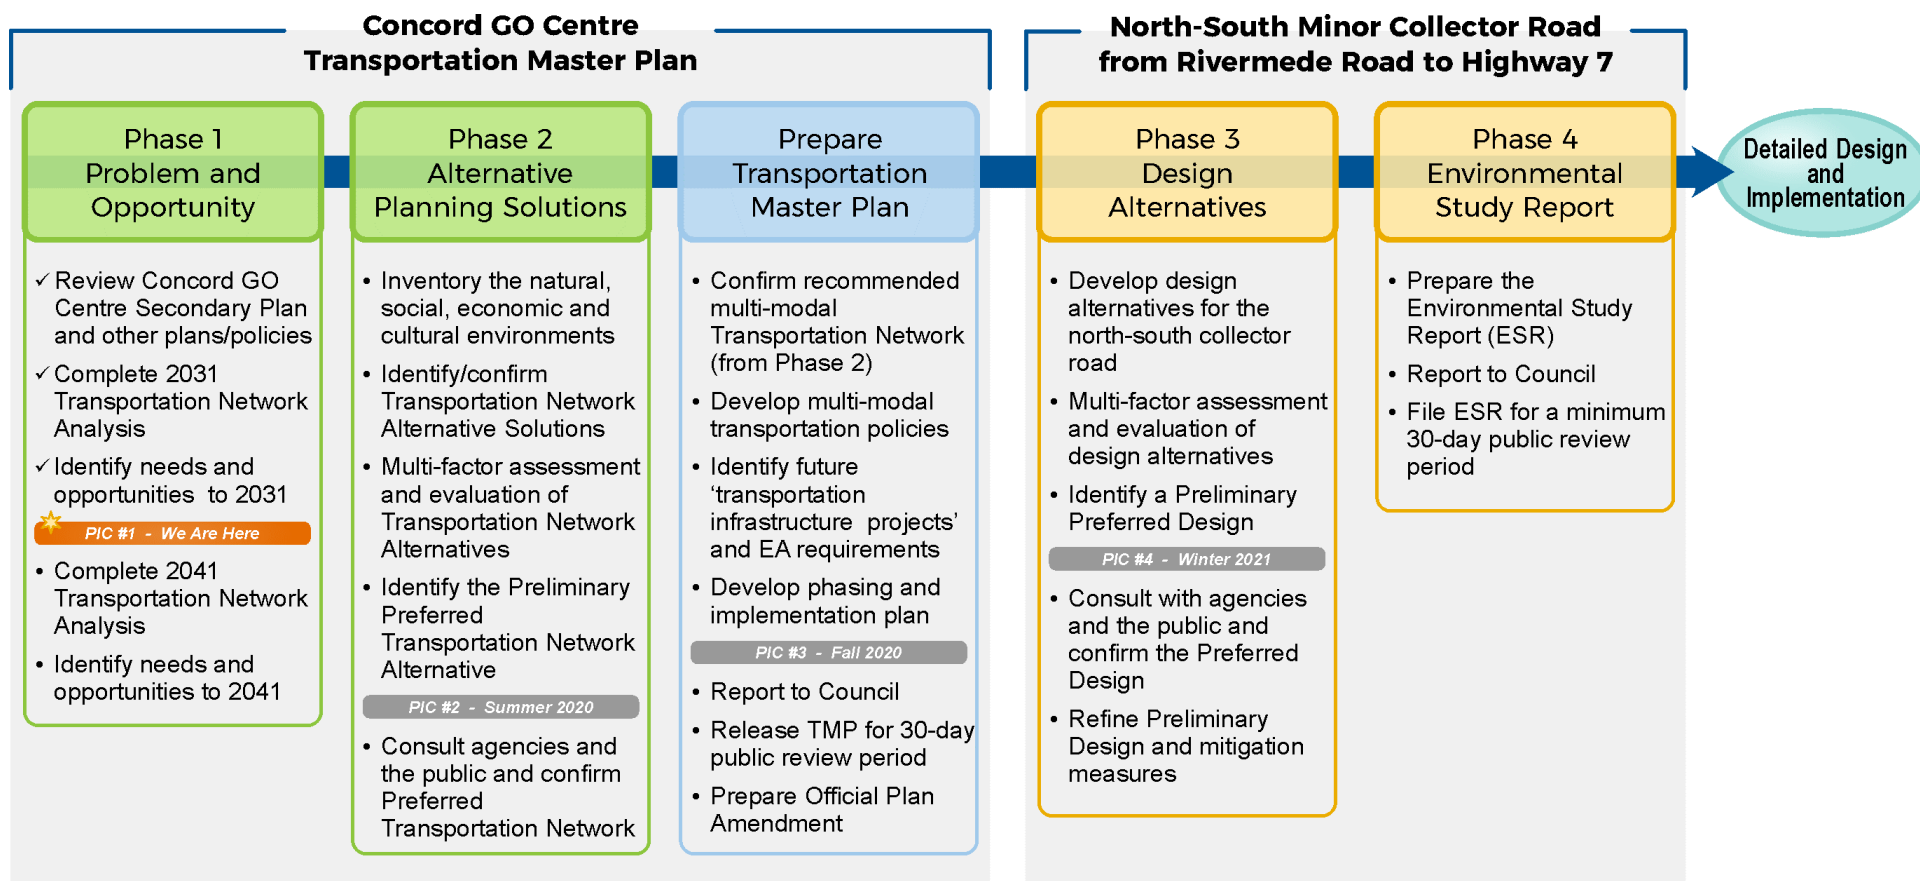 Concord GO Centre
Transportation Master Plan
North-South Minor Collector Road
from Rivermede Road to Highway 7
Phase 1
Problem and
Opportunity
✓ Review Concord GO
Centre Secondary Plan
and other plans/policies
✓ Complete 2031
Transportation Network
Analysis
✓ Identify needs and
opportunities to 2031
PIC #1 - We Are Here
• Complete 2041
Transportation Network
Analysis
• Identify needs and
opportunities to 2041
Phase 2
Alternative
Planning Solutions
• Inventory the natural,
social, economic and
cultural environments
• Identify/confirm
Transportation Network
Alternative Solutions
• Multi-factor assessment
and evaluation of
Transportation Network
Alternatives
• Identify the Preliminary
Preferred
Transportation Network
Alternative
PIC #2 - Summer 2020
• Consult agencies and
the public and confirm
Preferred
Transportation Network
Prepare
Transportation
Master Plan
• Confirm recommended
multi-modal
Transportation Network
(from Phase 2)
• Develop multi-modal
transportation policies
• Identify future
‘transportation
infrastructure projects’
and EA requirements
• Develop phasing and
implementation plan
PIC #3 - Fall 2020
• Report to Council
• Release TMP for 30-day
public review period
• Prepare Official Plan
Amendment
Phase 3
Design
Alternatives
• Develop design
alternatives for the
north-south collector
road
• Multi-factor assessment
and evaluation of
design alternatives
• Identify a Preliminary
Preferred Design
PIC #4 - Winter 2021
• Consult with agencies
and the public and
confirm the Preferred
Design
• Refine Preliminary
Design and mitigation
measures
Phase 4
Environmental
Study Report
• Prepare the
Environmental Study
Report (ESR)
• Report to Council
• File ESR for a minimum
30-day public review
period
Detailed Design
and
Implementation